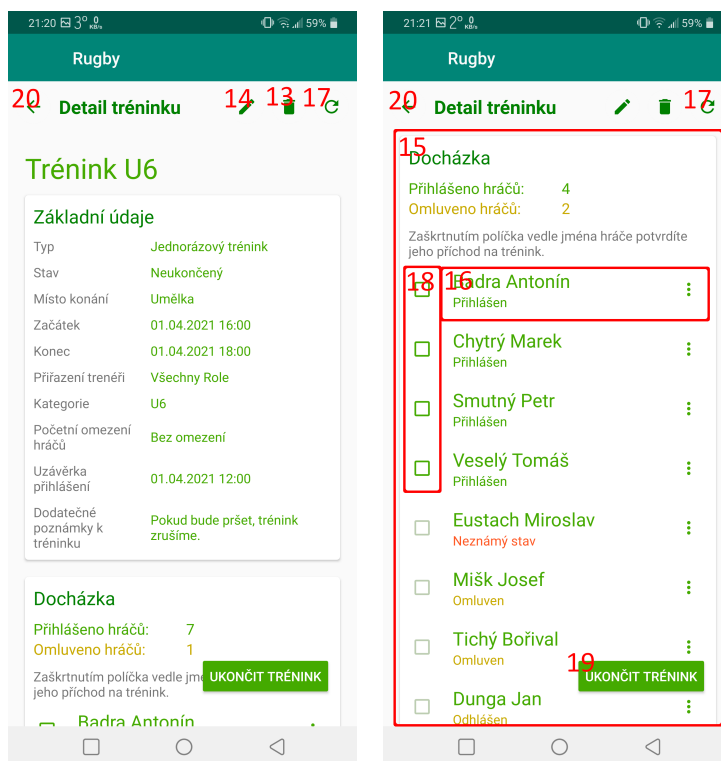 21:20 3° 0 KB/s 59%
Rugby
20 Detail tréninku 14 13 17
Trénink U6
Základní údaje
Typ Jednorázový trénink
Stav Neukončený
Místo konání Umělka
Začátek 01.04.2021 16:00
Konec 01.04.2021 18:00
Přiřazení trenéři Všechny Role
Kategorie U6
Početní omezení
hráčů
Bez omezení
Uzávěrka
přihlášení
01.04.2021 12:00
Dodatečné
poznámky k
tréninku
Pokud bude pršet, trénink
zrušíme.
Docházka
Přihlášeno hráčů: 7
Omluveno hráčů: 1
Zaškrtnutím políčka vedle jme
jeho příchod na trénink.
UKONČIT TRÉNINK
Badra Antonín
21:21 2° 0 KB/s 59%
Rugby
20 Detail tréninku 17
15
Docházka
Přihlášeno hráčů: 4
Omluveno hráčů: 2
Zaškrtnutím políčka vedle jména hráče potvrdíte
jeho příchod na trénink.
18 16 Badra Antonín
Přihlášen
Chytrý Marek
Přihlášen
Smutný Petr
Přihlášen
Veselý Tomáš
Přihlášen
Eustach Miroslav
Neznámý stav
Mišk Josef
Omluven
Tichý Bořival
Omluven
19
UKONČIT TRÉNINK
Dunga Jan
Odhlášen